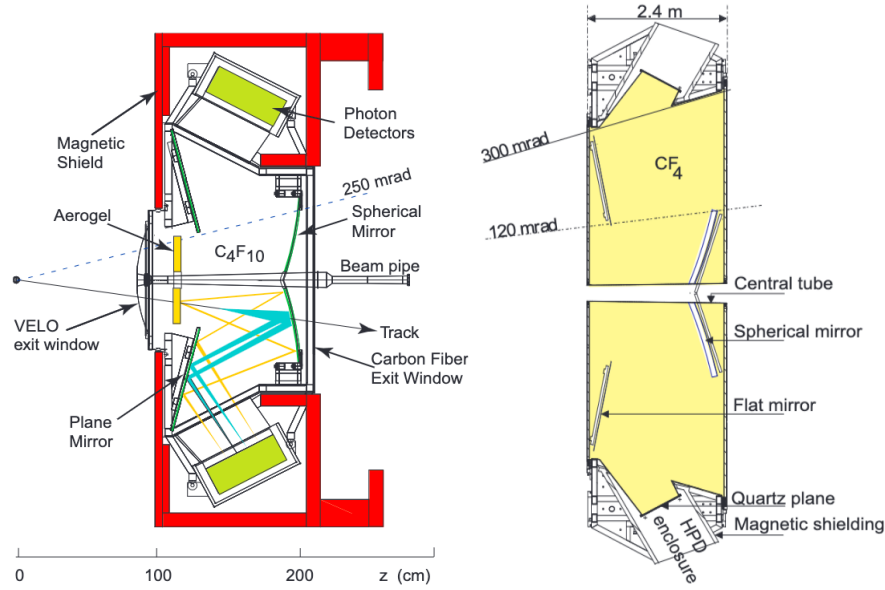 Magnetic
Shield
Photon
Detectors
250 mrad
Aerogel
Spherical
Mirror
C4F10
Beam pipe
VELO
exit window
Track
Carbon Fiber
Exit Window
Plane
Mirror
0
100
200
z (cm)
2.4 m
300 mrad
CF4
120 mrad
Central tube
Spherical mirror
Flat mirror
Quartz plane
Magnetic shielding
HPD
enclosure